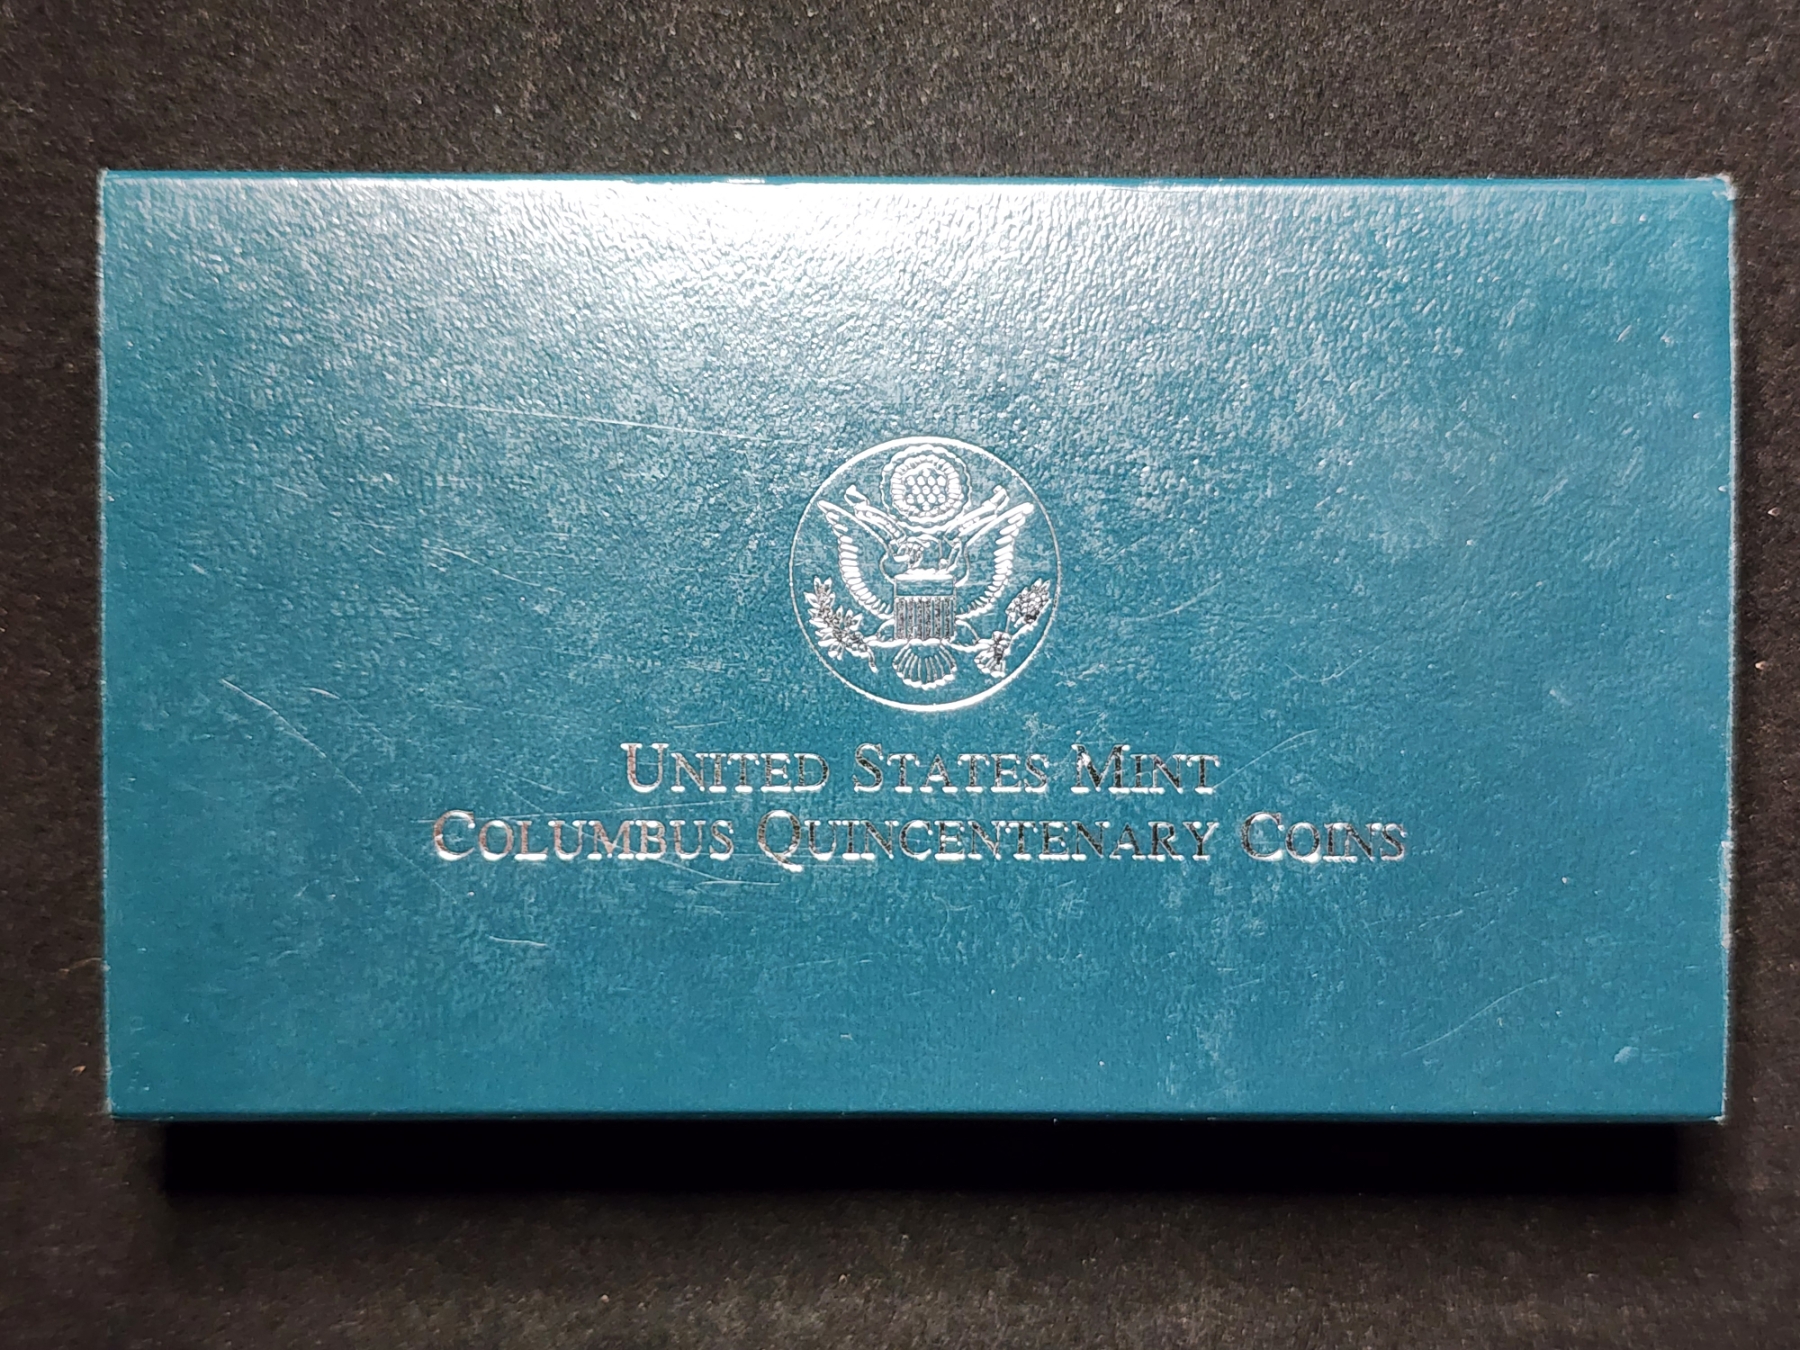 UNITED STATES MINT
COLUMBUS QUINCENTENARY COINS